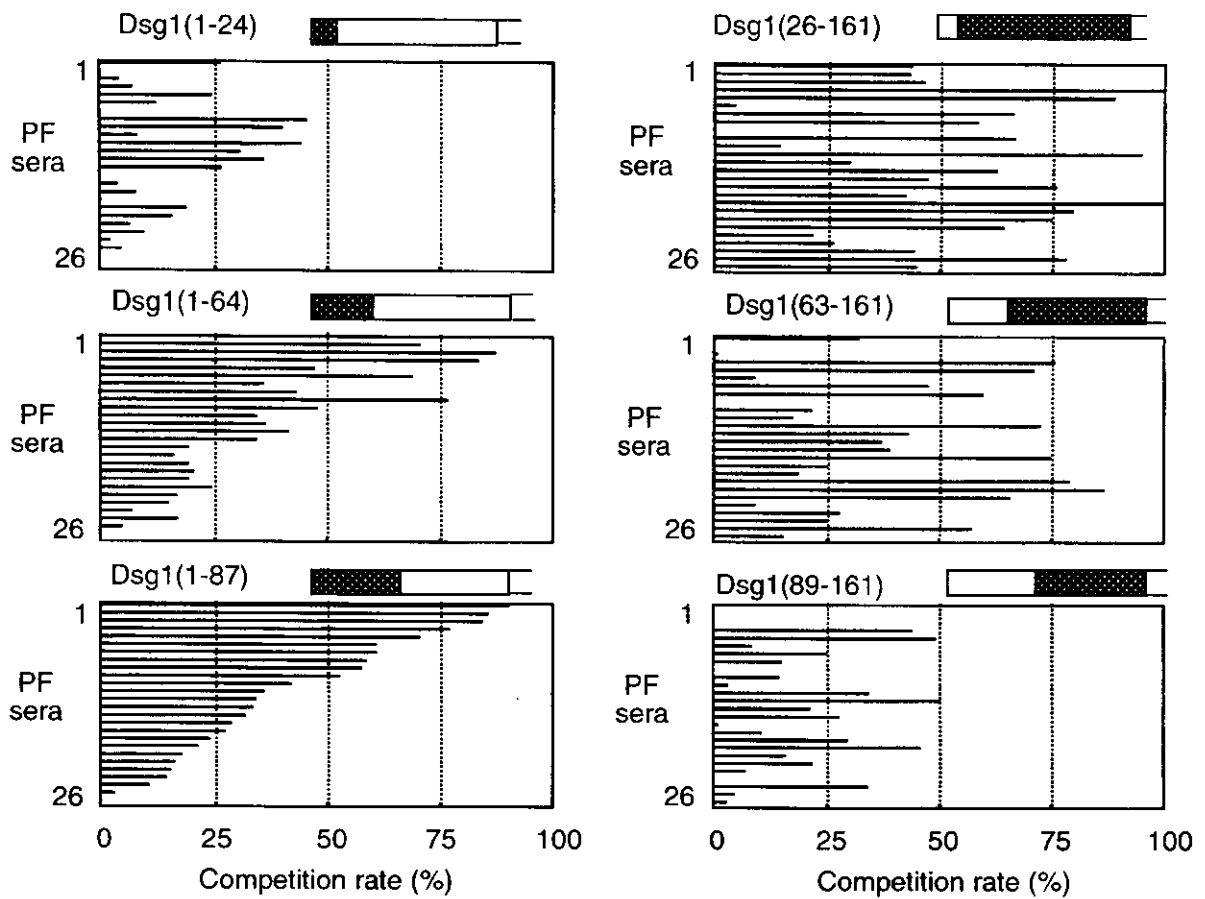 Dsg1(1-24)
1
PF
sera
26
Dsg1(1-64)
1
PF
sera
26
Dsg1(1-87)
1
PF
sera
26
0 25 50 75 100
Competition rate (%)
Dsg1(26-161)
1
PF
sera
26
Dsg1(63-161)
1
PF
sera
26
Dsg1(89-161)
1
PF
sera
26
0 25 50 75 100
Competition rate (%)